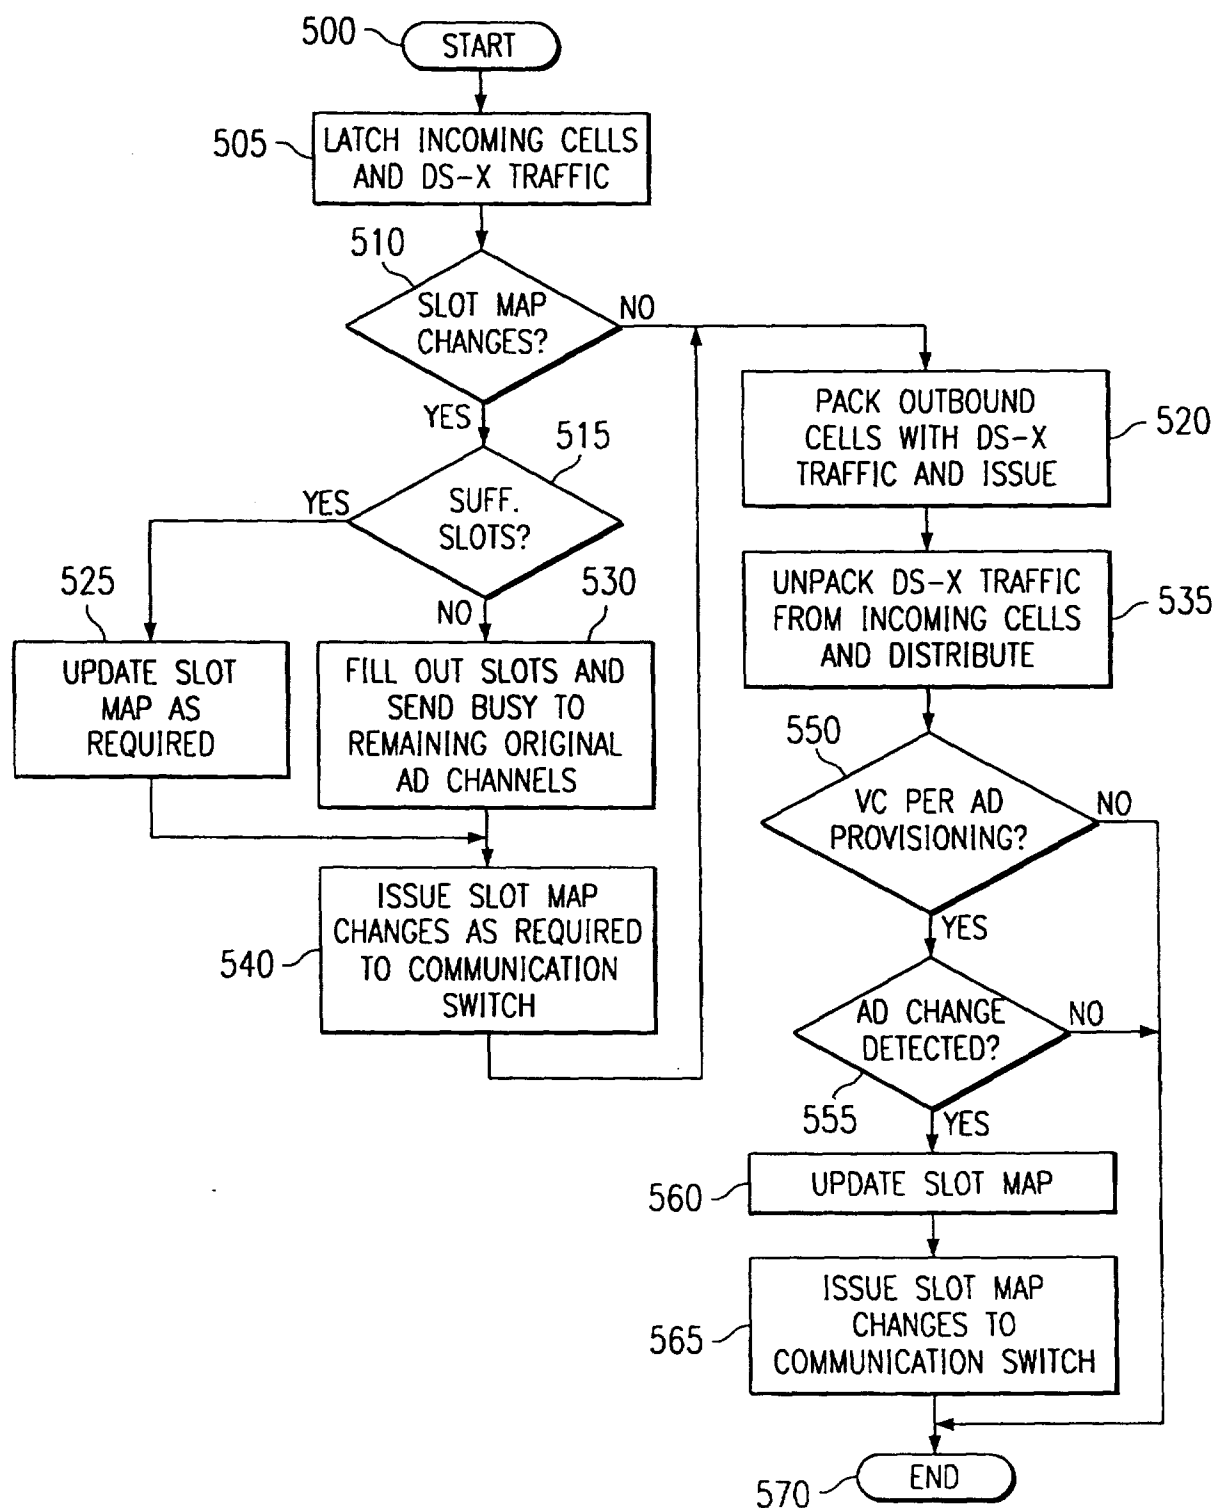 500
START
505
LATCH INCOMING CELLS
AND DS-X TRAFFIC
510
SLOT MAP
CHANGES?
NO
YES
515
SUFF.
SLOTS?
YES
NO
525
UPDATE SLOT
MAP AS
REQUIRED
530
FILL OUT SLOTS AND
SEND BUSY TO
REMAINING ORIGINAL
AD CHANNELS
540
ISSUE SLOT MAP
CHANGES AS REQUIRED
TO COMMUNICATION
SWITCH
PACK OUTBOUND
CELLS WITH DS-X
TRAFFIC AND ISSUE
520
UNPACK DS-X TRAFFIC
FROM INCOMING CELLS
AND DISTRIBUTE
535
550
VC PER AD
PROVISIONING?
NO
YES
AD CHANGE
DETECTED?
NO
555
YES
560
UPDATE SLOT MAP
565
ISSUE SLOT MAP
CHANGES TO
COMMUNICATION SWITCH
570
END